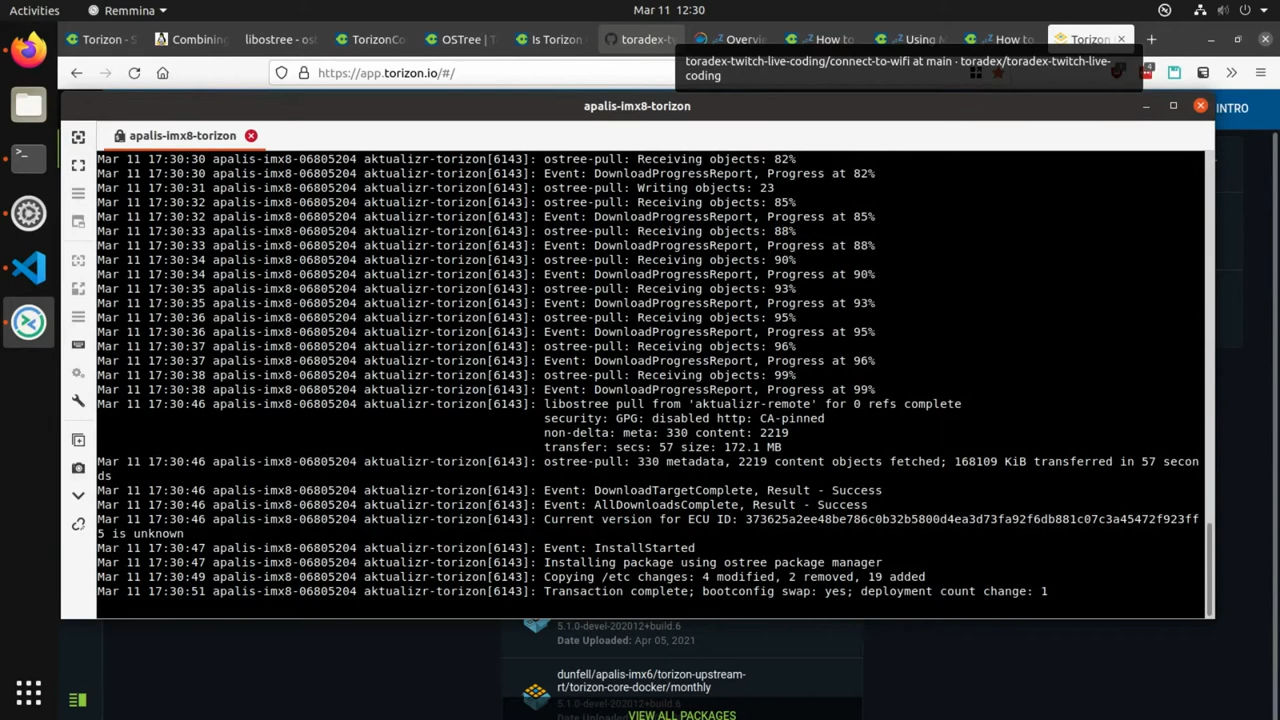 Activities
Remmina
Mar 11 12:30
Torizon - S
Combining
libostree - os
TorizonCo
OSTree | T
Is Torizon
toradex-tw
Overvie
How to
Using M
How to
Torizon
toradex-twitch-live-coding/connect-to-wifi at main · toradex/toradex-twitch-live-
coding
https://app.torizon.io/#/
4
apalis-imx8-torizon
INTRO
apalis-imx8-torizon
Mar 11 17:30:30 apalis-imx8-06805204 aktualizr-torizon[6143]: ostree-pull: Receiving objects: 82%
Mar 11 17:30:30 apalis-imx8-06805204 aktualizr-torizon[6143]: Event: DownloadProgressReport, Progress at 82%
Mar 11 17:30:31 apalis-imx8-06805204 aktualizr-torizon[6143]: ostree-pull: Writing objects: 23
Mar 11 17:30:32 apalis-imx8-06805204 aktualizr-torizon[6143]: ostree-pull: Receiving objects: 85%
Mar 11 17:30:32 apalis-imx8-06805204 aktualizr-torizon[6143]: Event: DownloadProgressReport, Progress at 85%
Mar 11 17:30:33 apalis-imx8-06805204 aktualizr-torizon[6143]: ostree-pull: Receiving objects: 88%
Mar 11 17:30:33 apalis-imx8-06805204 aktualizr-torizon[6143]: Event: DownloadProgressReport, Progress at 88%
Mar 11 17:30:34 apalis-imx8-06805204 aktualizr-torizon[6143]: ostree-pull: Receiving objects: 90%
Mar 11 17:30:34 apalis-imx8-06805204 aktualizr-torizon[6143]: Event: DownloadProgressReport, Progress at 90%
Mar 11 17:30:35 apalis-imx8-06805204 aktualizr-torizon[6143]: ostree-pull: Receiving objects: 93%
Mar 11 17:30:35 apalis-imx8-06805204 aktualizr-torizon[6143]: Event: DownloadProgressReport, Progress at 93%
Mar 11 17:30:36 apalis-imx8-06805204 aktualizr-torizon[6143]: ostree-pull: Receiving objects: 95%
Mar 11 17:30:36 apalis-imx8-06805204 aktualizr-torizon[6143]: Event: DownloadProgressReport, Progress at 95%
Mar 11 17:30:37 apalis-imx8-06805204 aktualizr-torizon[6143]: ostree-pull: Receiving objects: 96%
Mar 11 17:30:37 apalis-imx8-06805204 aktualizr-torizon[6143]: Event: DownloadProgressReport, Progress at 96%
Mar 11 17:30:38 apalis-imx8-06805204 aktualizr-torizon[6143]: ostree-pull: Receiving objects: 99%
Mar 11 17:30:38 apalis-imx8-06805204 aktualizr-torizon[6143]: Event: DownloadProgressReport, Progress at 99%
Mar 11 17:30:46 apalis-imx8-06805204 aktualizr-torizon[6143]: libostree pull from 'aktualizr-remote' for 0 refs complete
security: GPG: disabled http: CA-pinned
non-delta: meta: 330 content: 2219
transfer: secs: 57 size: 172.1 MB
Mar 11 17:30:46 apalis-imx8-06805204 aktualizr-torizon[6143]: ostree-pull: 330 metadata, 2219 content objects fetched; 168109 KiB transferred in 57 secon
ds
Mar 11 17:30:46 apalis-imx8-06805204 aktualizr-torizon[6143]: Event: DownloadTargetComplete, Result - Success
Mar 11 17:30:46 apalis-imx8-06805204 aktualizr-torizon[6143]: Event: AllDownloadsComplete, Result - Success
Mar 11 17:30:46 apalis-imx8-06805204 aktualizr-torizon[6143]: Current version for ECU ID: 373625a2ee48be786c0b32b5800d4ea3d73fa92f6db881c07c3a45472f923ff
5 is unknown
Mar 11 17:30:47 apalis-imx8-06805204 aktualizr-torizon[6143]: Event: InstallStarted
Mar 11 17:30:47 apalis-imx8-06805204 aktualizr-torizon[6143]: Installing package using ostree package manager
Mar 11 17:30:49 apalis-imx8-06805204 aktualizr-torizon[6143]: Copying /etc changes: 4 modified, 2 removed, 19 added
Mar 11 17:30:51 apalis-imx8-06805204 aktualizr-torizon[6143]: Transaction complete; bootconfig swap: yes; deployment count change: 1
5.1.0-devel-202012+build.6
Date Uploaded: Apr 05, 2021
dunfell/apalis-imx6/torizon-upstream-
rt/torizon-core-docker/monthly
5.1.0-devel-202012+build.6
VIEW ALL PACKAGES